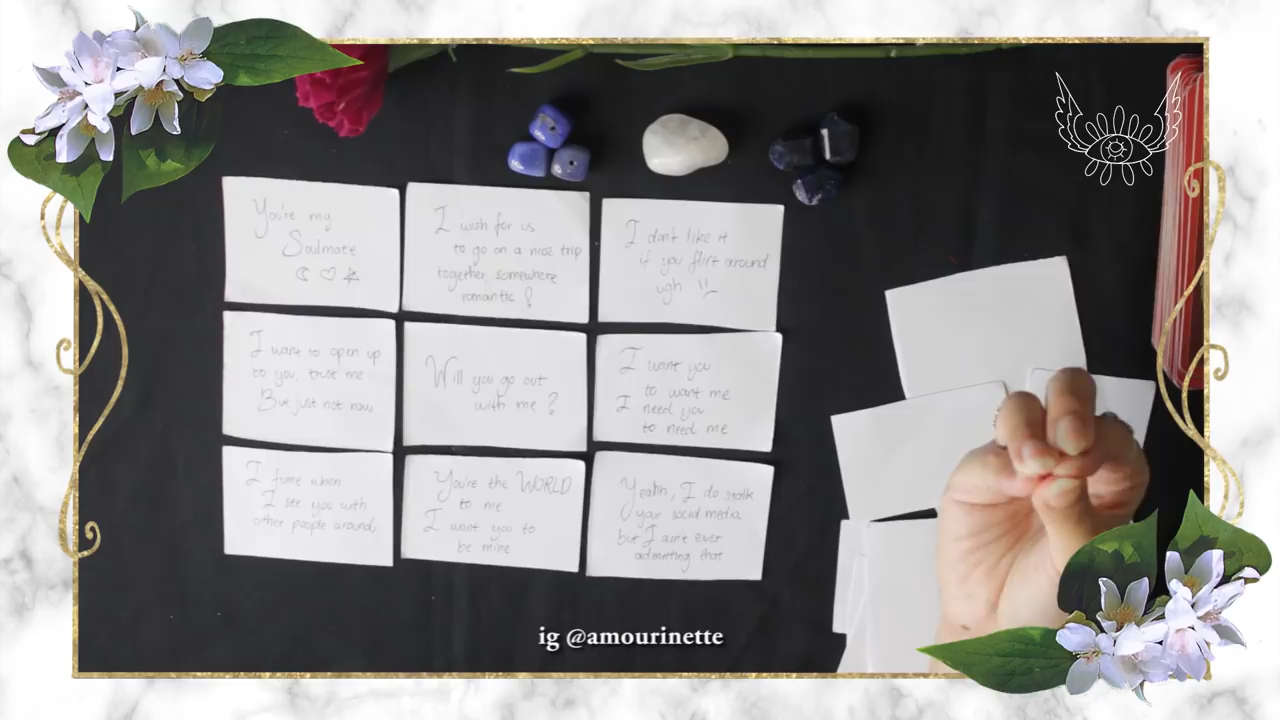 You're my
Soulmate
I wish for us
to go on a nice trip
together somewhere
romantic !
I don't like it
if you flirt around
ugh !!
I want to open up
to you, trust me
But just not now
Will you go out
with me ?
I want you
to want me
I need you
to need me
I fume when
I see you with
other people around
You're the WORLD
to me
I want you to
be mine
Yeahh, I do stalk
your social media
but I ain't ever
admitting that
ig @amourinette